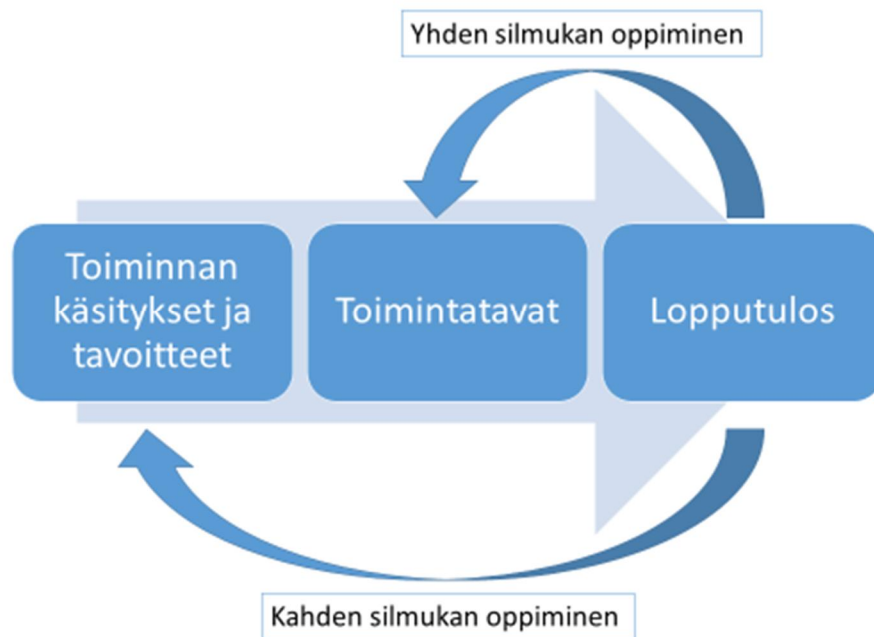 Yhden silmukan oppiminen
Toiminnan
käsitykset ja
tavoitteet
Toimintatavat
Lopputulos
Kahden silmukan oppiminen